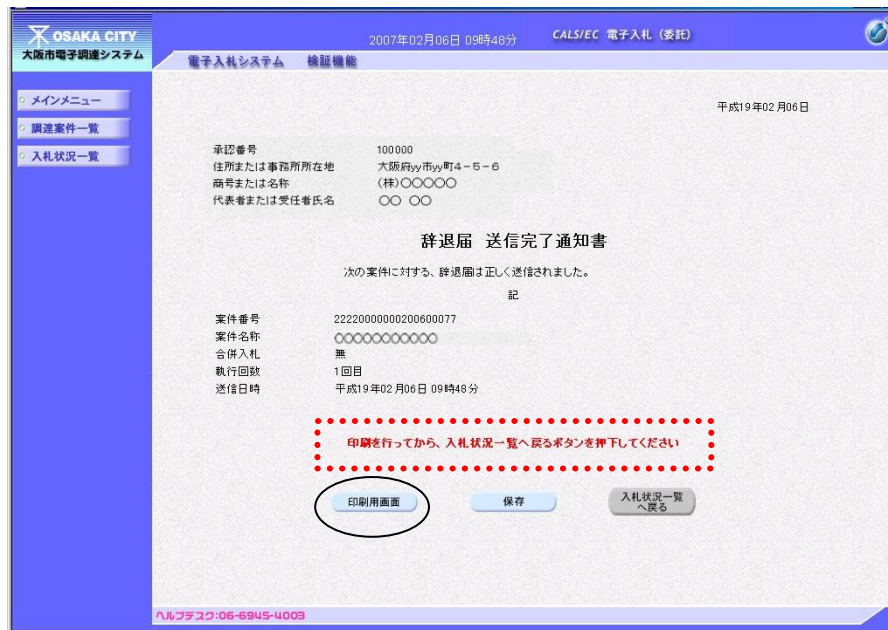 OSAKA CITY
大阪市電子調達システム
2007年02月06日 09時48分
CALS/EC 電子入札(委託)
電子入札システム 検証機能
メインメニュー
調達案件一覧
入札状況一覧
平成19年02月06日
承認番号 100000
住所または事務所所在地 大阪府yy市yy町4-5-6
商号または名称 (株)〇〇〇〇〇
代表者または受任者氏名 〇〇 〇〇
辞退届 送信完了通知書
次の案件に対する、辞退届は正しく送信されました。
記
案件番号 22220000000200600077
案件名称 〇〇〇〇〇〇〇〇〇〇〇
合併入札 無
執行回数 1回目
送信日時 平成19年02月06日 09時48分
印刷を行ってから、入札状況一覧へ戻るボタンを押下してください
印刷用画面
保存
入札状況一覧
へ戻る
ヘルプデスク:06-6945-4003